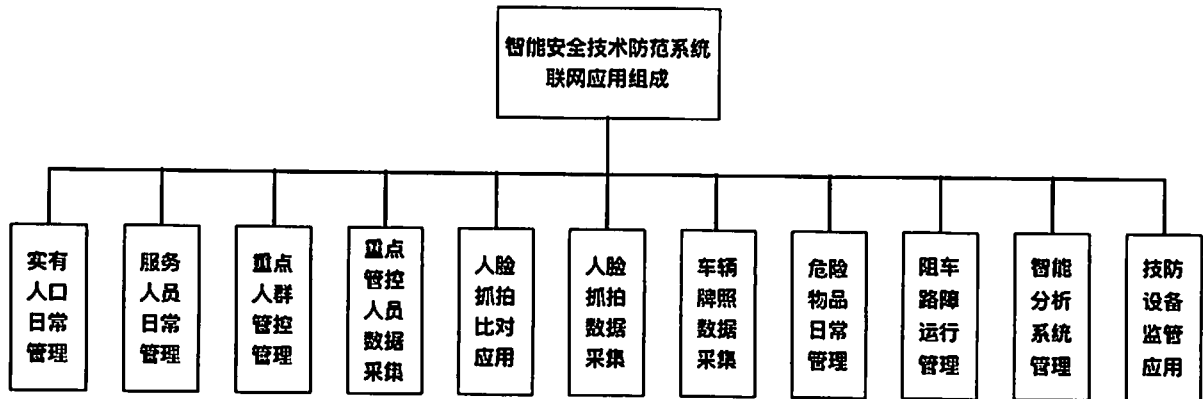 智能安全技术防范系统
联网应用组成
实有
人口
日常
管理
服务
人员
日常
管理
重点
人群
管控
管理
重点
管控
人员
数据
采集
人脸
抓拍
比对
应用
人脸
抓拍
数据
采集
车辆
牌照
数据
采集
危险
物品
日常
管理
阻车
路障
运行
管理
智能
分析
系统
管理
技防
设备
监管
应用